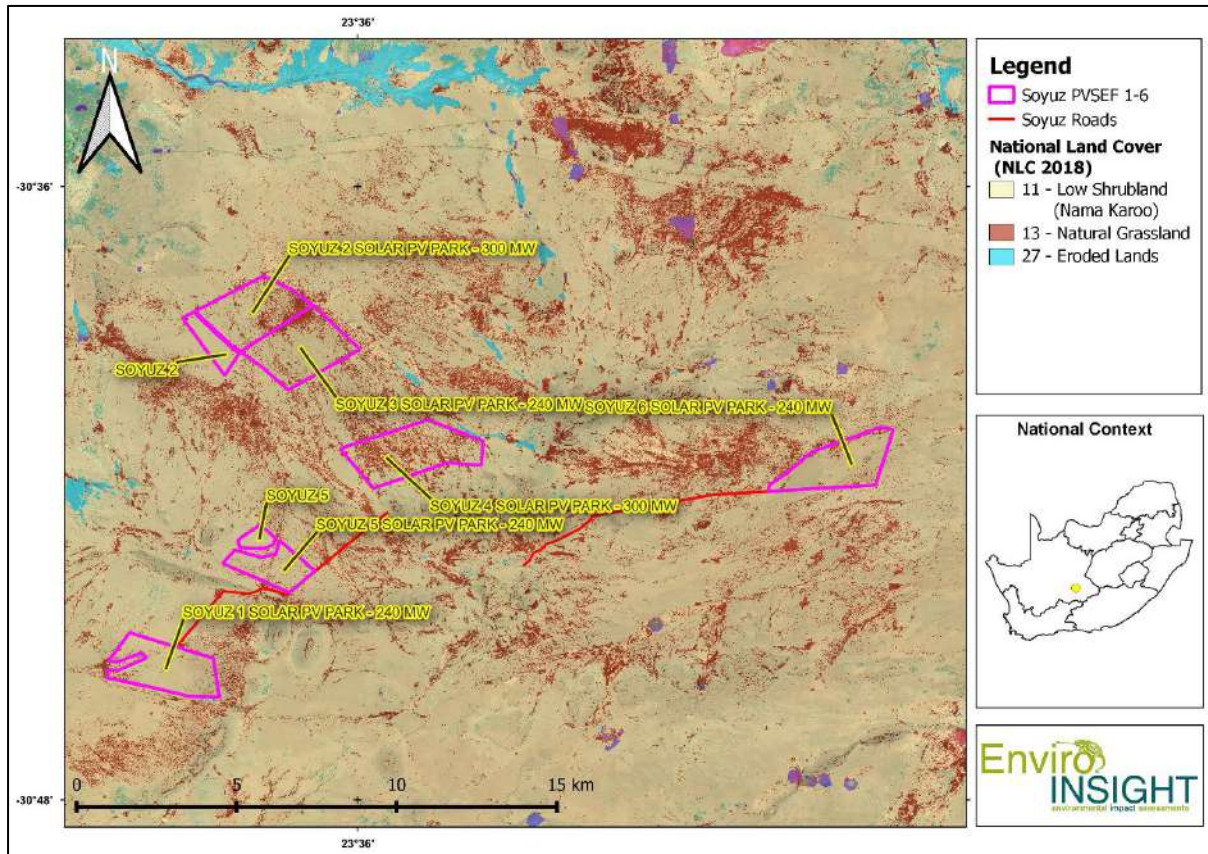 23°36'
N
-30°36'
SOYUZ 2 SOLAR PV PARK - 300 MW
SOYUZ 2
SOYUZ 3 SOLAR PV PARK - 240 MW
SOYUZ 6 SOLAR PV PARK - 240 MW
SOYUZ 4 SOLAR PV PARK - 300 MW
SOYUZ 5
SOYUZ 5 SOLAR PV PARK - 240 MW
SOYUZ 1 SOLAR PV PARK - 240 MW
0 5 10 15 km
-30°48'
23°36'
Legend
Soyuz PVSEF 1-6
Soyuz Roads
National Land Cover
(NLC 2018)
11 - Low Shrubland
(Nama Karoo)
13 - Natural Grassland
27 - Eroded Lands
National Context
Enviro
INSIGHT
environmental impact assessments